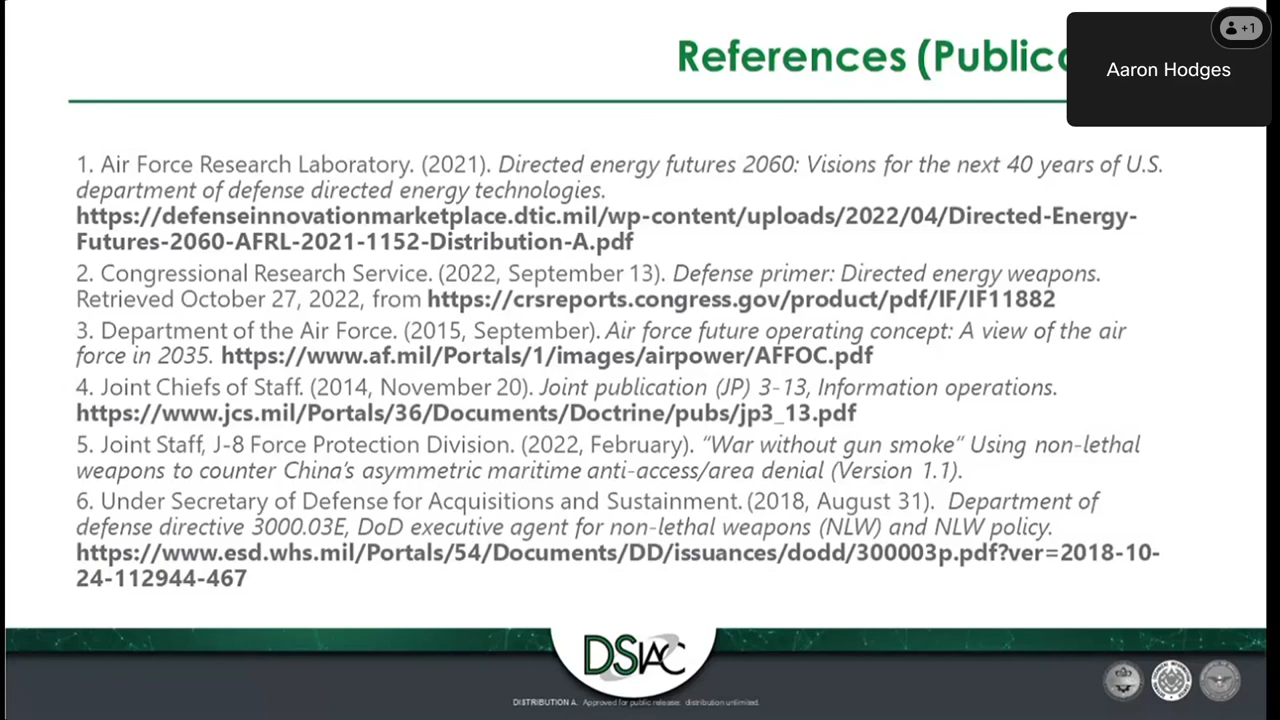 References (Publica
+1
Aaron Hodges
1. Air Force Research Laboratory. (2021). Directed energy futures 2060: Visions for the next 40 years of U.S.
department of defense directed energy technologies.
https://defenseinnovationmarketplace.dtic.mil/wp-content/uploads/2022/04/Directed-Energy-
Futures-2060-AFRL-2021-1152-Distribution-A.pdf
2. Congressional Research Service. (2022, September 13). Defense primer: Directed energy weapons.
Retrieved October 27, 2022, from https://crsreports.congress.gov/product/pdf/IF/IF11882
3. Department of the Air Force. (2015, September). Air force future operating concept: A view of the air
force in 2035. https://www.af.mil/Portals/1/images/airpower/AFFOC.pdf
4. Joint Chiefs of Staff. (2014, November 20). Joint publication (JP) 3-13, Information operations.
https://www.jcs.mil/Portals/36/Documents/Doctrine/pubs/jp3_13.pdf
5. Joint Staff, J-8 Force Protection Division. (2022, February). “War without gun smoke“ Using non-lethal
weapons to counter China’s asymmetric maritime anti-access/area denial (Version 1.1).
6. Under Secretary of Defense for Acquisitions and Sustainment. (2018, August 31). Department of
defense directive 3000.03E, DoD executive agent for non-lethal weapons (NLW) and NLW policy.
https://www.esd.whs.mil/Portals/54/Documents/DD/issuances/dodd/300003p.pdf?ver=2018-10-
24-112944-467
DSIAC
DISTRIBUTION A. Approved for public release. distribution unlimited.